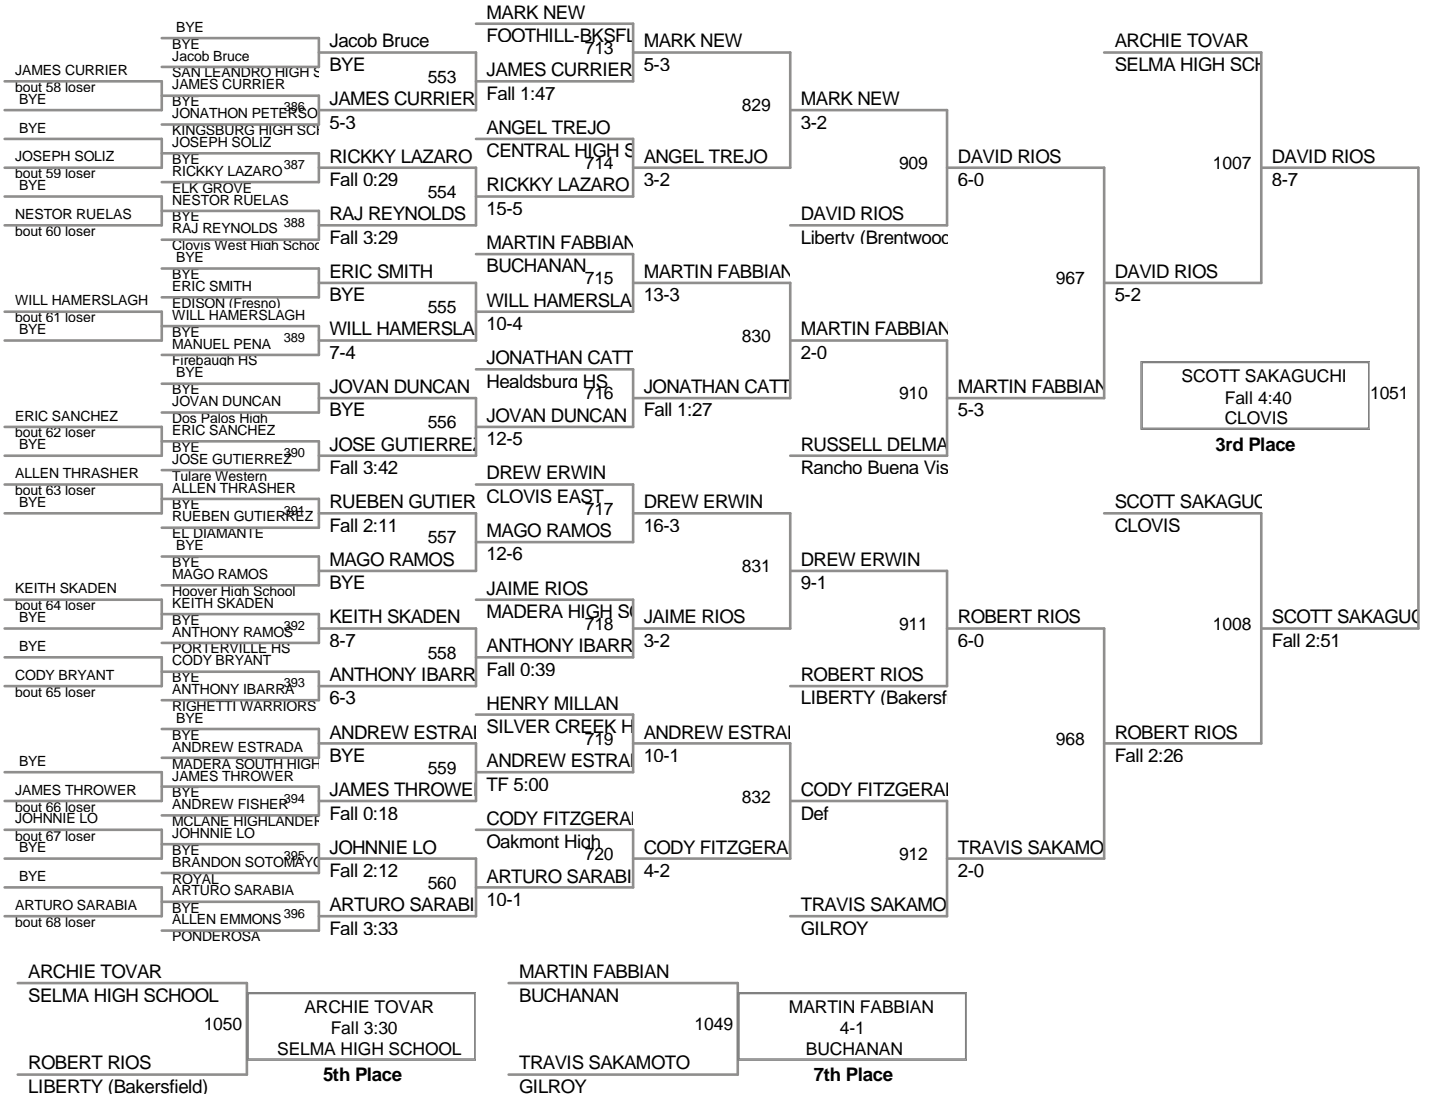 JAMES CURRIER
bout 58 loser
BYE
BYE
JOSEPH SOLIZ
bout 59 loser
BYE
NESTOR RUELAS
bout 60 loser
WILL HAMERSLAGH
bout 61 loser
BYE
ERIC SANCHEZ
bout 62 loser
BYE
ALLEN THRASHER
bout 63 loser
BYE
KEITH SKADEN
bout 64 loser
BYE
BYE
CODY BRYANT
bout 65 loser
BYE
JAMES THROWER
bout 66 loser
JOHNNIE LO
bout 67 loser
BYE
BYE
ARTURO SARABIA
bout 68 loser
BYE
BYE
Jacob Bruce
SAN LEANDRO HIGH S
JAMES CURRIER
BYE
386
JONATHON PETERSO
KINGSBURG HIGH SCH
JOSEPH SOLIZ
BYE
387
RICKKY LAZARO
ELK GROVE
NESTOR RUELAS
BYE
388
RAJ REYNOLDS
Clovis West High Schoo
BYE
BYE
ERIC SMITH
EDISON (Fresno)
WILL HAMERSLAGH
BYE
389
MANUEL PENA
Firebaugh HS
BYE
BYE
JOVAN DUNCAN
Dos Palos High
ERIC SANCHEZ
BYE
390
JOSE GUTIERREZ
Tulare Western
ALLEN THRASHER
BYE
391
RUEBEN GUTIERREZ
EL DIAMANTE
BYE
BYE
MAGO RAMOS
Hoover High School
KEITH SKADEN
BYE
392
ANTHONY RAMOS
PORTERVILLE HS
CODY BRYANT
BYE
393
ANTHONY IBARRA
RIGHETTI WARRIORS
BYE
BYE
ANDREW ESTRADA
MADERA SOUTH HIGH
JAMES THROWER
BYE
394
ANDREW FISHER
MCLANE HIGHLANDER
JOHNNIE LO
BYE
395
BRANDON SOTOMAYO
ROYAL
ARTURO SARABIA
BYE
396
ALLEN EMMONS
PONDEROSA
Jacob Bruce
BYE
553
JAMES CURRIER
5-3
RICKKY LAZARO
Fall 0:29
554
RAJ REYNOLDS
Fall 3:29
ERIC SMITH
BYE
555
WILL HAMERSLA
7-4
JOVAN DUNCAN
BYE
556
JOSE GUTIERREZ
Fall 3:42
RUEBEN GUTIER
Fall 2:11
557
MAGO RAMOS
BYE
KEITH SKADEN
8-7
558
ANTHONY IBARR
6-3
ANDREW ESTRA
BYE
559
JAMES THROWE
Fall 0:18
JOHNNIE LO
Fall 2:12
560
ARTURO SARABI
Fall 3:33
MARK NEW
FOOTHILL-BKSFL
713
JAMES CURRIER
Fall 1:47
ANGEL TREJO
CENTRAL HIGH S
714
RICKKY LAZARO
15-5
MARTIN FABBIAN
BUCHANAN
715
WILL HAMERSLA
10-4
JONATHAN CATT
Healdsburg HS
716
JOVAN DUNCAN
12-5
DREW ERWIN
CLOVIS EAST
717
MAGO RAMOS
12-6
JAIME RIOS
MADERA HIGH SC
718
ANTHONY IBARR
Fall 0:39
HENRY MILLAN
SILVER CREEK H
719
ANDREW ESTRA
TF 5:00
CODY FITZGERA
Oakmont High
720
ARTURO SARABI
10-1
MARK NEW
5-3
829
ANGEL TREJO
3-2
MARTIN FABBIAN
13-3
830
JONATHAN CATT
Fall 1:27
DREW ERWIN
16-3
831
JAIME RIOS
3-2
ANDREW ESTRA
10-1
832
CODY FITZGERA
4-2
MARK NEW
3-2
909
DAVID RIOS
Liberty (Brentwood
MARTIN FABBIAN
2-0
910
RUSSELL DELMA
Rancho Buena Vis
DREW ERWIN
9-1
911
ROBERT RIOS
LIBERTY (Bakersf
CODY FITZGERA
Def
912
TRAVIS SAKAMO
GILROY
DAVID RIOS
6-0
967
MARTIN FABBIAN
5-3
ROBERT RIOS
6-0
968
TRAVIS SAKAMO
2-0
ARCHIE TOVAR
SELMA HIGH SCH
1007
DAVID RIOS
5-2
SCOTT SAKAGUC
CLOVIS
1008
ROBERT RIOS
Fall 2:26
DAVID RIOS
8-7
SCOTT SAKAGUCHI
Fall 4:40
CLOVIS
1051
3rd Place
SCOTT SAKAGUC
Fall 2:51
ARCHIE TOVAR
SELMA HIGH SCHOOL
1050
ROBERT RIOS
LIBERTY (Bakersfield)
ARCHIE TOVAR
Fall 3:30
SELMA HIGH SCHOOL
5th Place
MARTIN FABBIAN
BUCHANAN
1049
TRAVIS SAKAMOTO
GILROY
MARTIN FABBIAN
4-1
BUCHANAN
7th Place